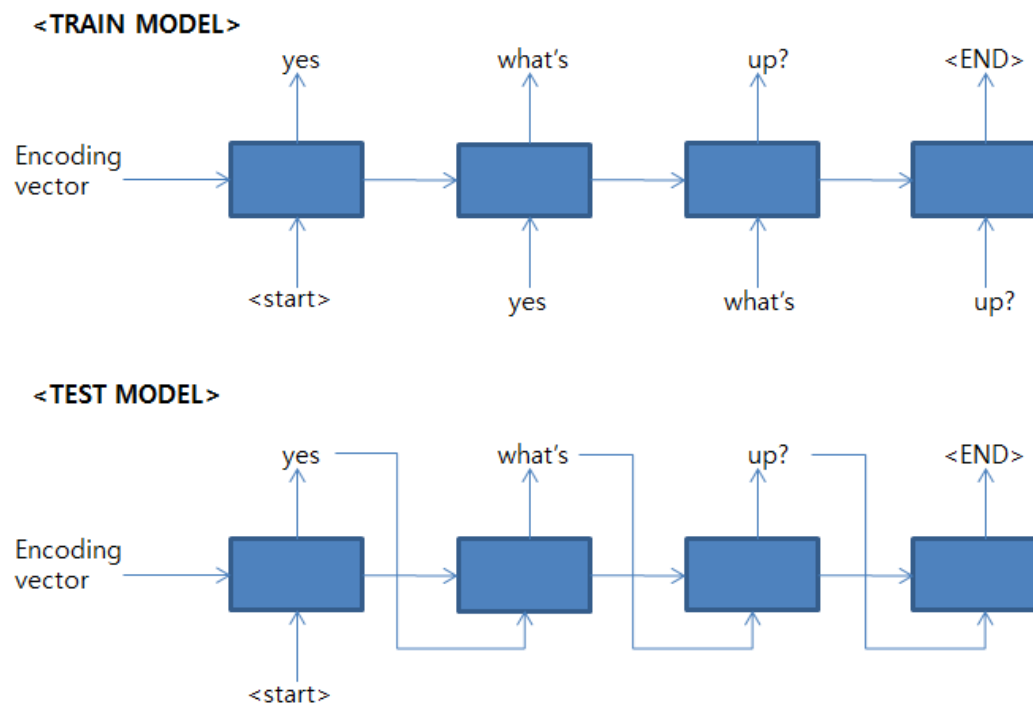 <TRAIN MODEL>
yes what's up? <END>
Encoding
vector
<start> yes what's up?
<TEST MODEL>
yes what's up? <END>
Encoding
vector
<start>